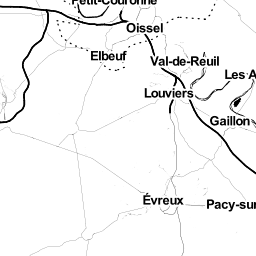 Petit-Couronne
Oissel
Elbeuf
Val-de-Reuil
Les A
Louviers
Gaillon
Évreux
Pacy-sur